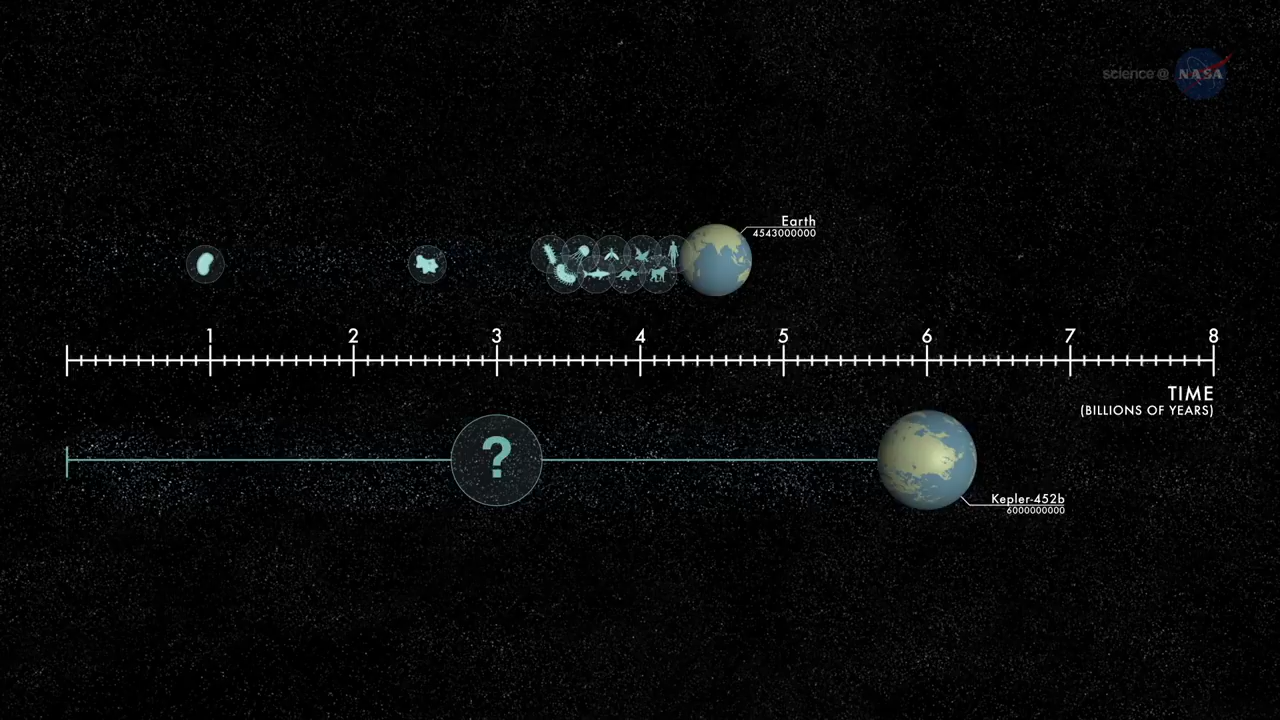 science@ NASA
Earth
4543000000
1 2 3 4 5 6 7 8
TIME
(BILLIONS OF YEARS)
?
Kepler-452b
6000000000